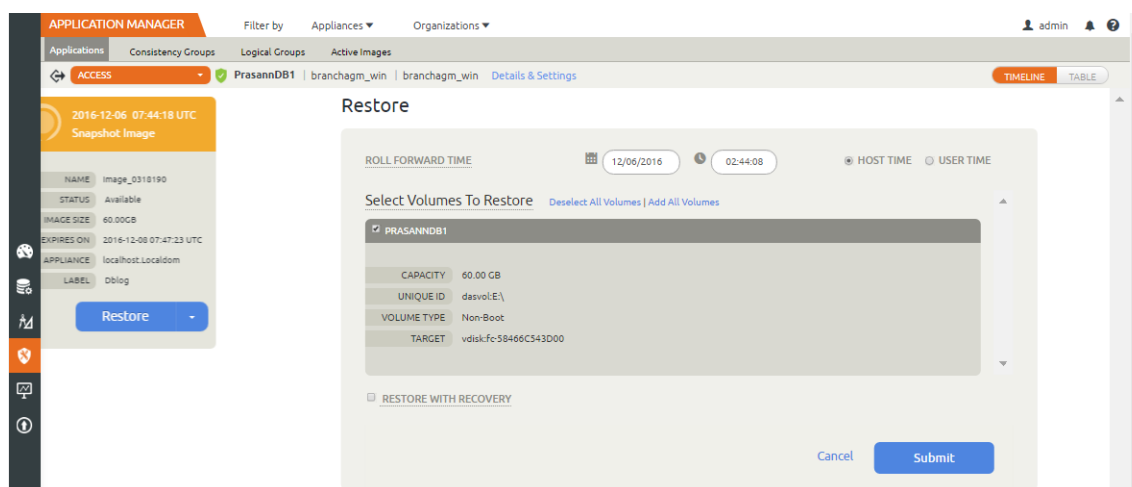 APPLICATION MANAGER Filter by Appliances ▼ Organizations ▼ admin
Applications Consistency Groups Logical Groups Active Images
ACCESS PrasannDB1 | branchagm_win | branchagm_win Details & Settings TIMELINE TABLE
2016-12-06 07:44:18 UTC
Snapshot Image
NAME Image_0318190
STATUS Available
IMAGE SIZE 60.00GB
EXPIRES ON 2016-12-08 07:47:23 UTC
APPLIANCE localhost.Localdom
LABEL Dblog
Restore
Restore
ROLL FORWARD TIME 12/06/2016 02:44:08 HOST TIME USER TIME
Select Volumes To Restore Deselect All Volumes | Add All Volumes
PRASANNDB1
CAPACITY 60.00 GB
UNIQUE ID dasvol:E:\
VOLUME TYPE Non-Boot
TARGET vdisk:fc-58466C543D00
RESTORE WITH RECOVERY
Cancel Submit